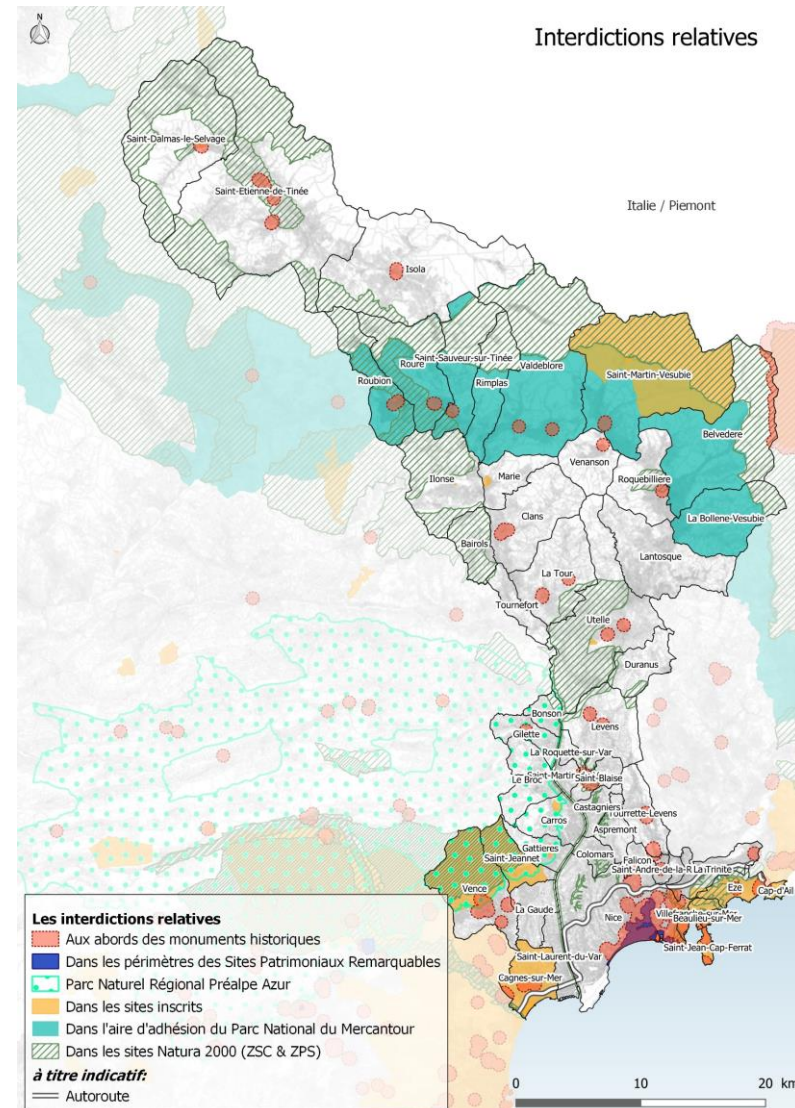 N
Interdictions relatives
Saint-Dalmas-le-Selvage
Saint-Etienne-de-Tinée
Italie / Piemont
Isola
Saint-Sauveur-sur-Tinée
Roure
Valdeblore
Roubion
Rimplas
Saint-Martin-Vesubie
Belvedere
Venanson
Ilonse
Marie
Roquebilliere
Clans
La Bollene-Vesubie
Bairols
Lantosque
La Tour
Tournefort
Utelle
Duranus
Bonson
Levens
Gilette
La Roquette-sur-Var
Le Broc
Saint-Blaise
Castagniers
Carros
Tourrette-Levens
Aspremont
Gattieres
Colomars
Saint-Jeannet
Falicon
La Trinite
Vence
Eze
Cap-d'Ail
La Gaude
Nice
Beaulieu-sur-Mer
Saint-Jean-Cap-Ferrat
Saint-Laurent-du-Var
Cagnes-sur-Mer
Les interdictions relatives
Aux abords des monuments historiques
Dans les périmètres des Sites Patrimoniaux Remarquables
Parc Naturel Régional Préalpe Azur
Dans les sites inscrits
Dans l'aire d'adhésion du Parc National du Mercantour
Dans les sites Natura 2000 (ZSC & ZPS)
à titre indicatif:
Autoroute
0 10 20 km